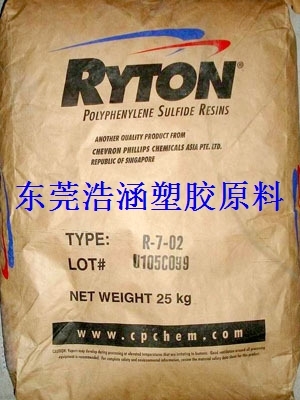 RYTON®
POLYPHENYLENE SULFIDE RESINS
ANOTHER QUALITY PRODUCT FROM
CHEVRON PHILLIPS CHEMICALS ASIA PTE. LTD.
REPUBLIC OF SINGAPORE
东莞浩涵塑胶原料
TYPE: R-7-02
LOT# U105C099
NET WEIGHT 25 kg
www.cpchem.com